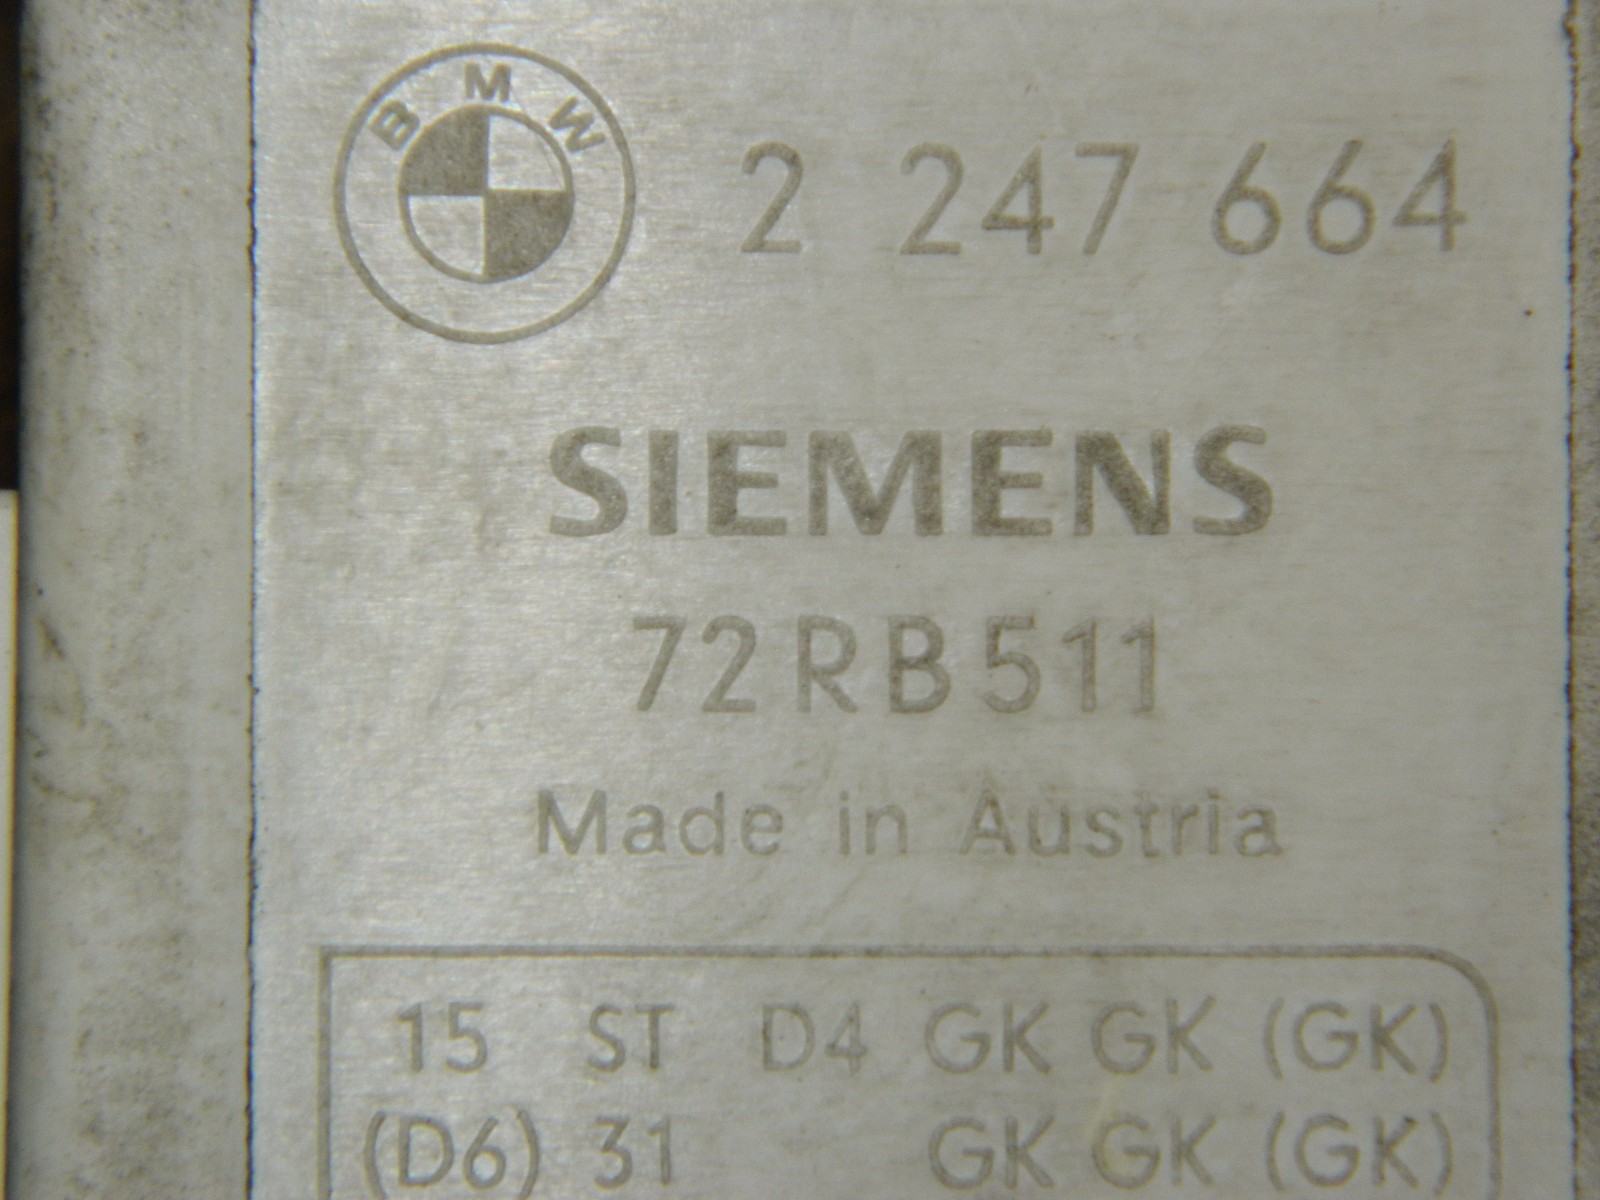 BMW 2 247 664
SIEMENS
72RB511
Made in Austria
15 ST D4 GK GK (GK)
(D6) 31 GK GK (GK)